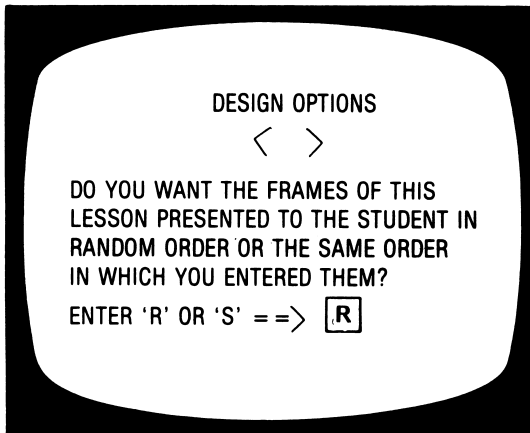 DESIGN OPTIONS
< >
DO YOU WANT THE FRAMES OF THIS
LESSON PRESENTED TO THE STUDENT IN
RANDOM ORDER OR THE SAME ORDER
IN WHICH YOU ENTERED THEM?
ENTER ‘R’ OR ‘S’ = = > R